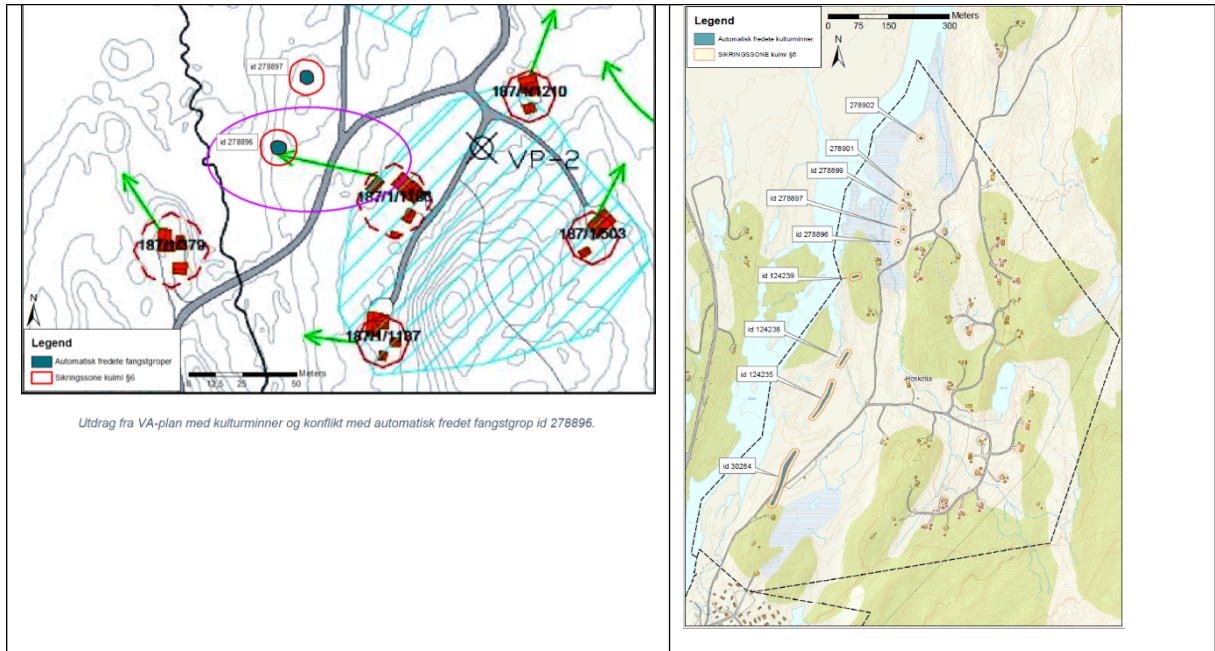 id 278897
id 278896
187/1/1210
VP-2
187/1/1186
187/1/379
187/1/503
187/1/1187
N
Legend
Automatisk fredete fangstgroper
Sikringssone kulml §6
Meters
0 12,5 25 50
Utdrag fra VA-plan med kulturminner og konflikt med automatisk fredet fangstgrop id 278896.
Legend
Automatisk fredete kulturminner
SIKRINGSSONE kulml §6
Meters
0 75 150 300
N
278902
278901
id 278899
id 278897
id 278896
id 124239
id 124238
id 124235
Hoskelia
id 30284